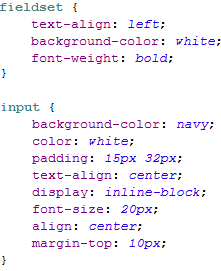 fieldset {
text-align: left;
background-color: white;
font-weight: bold;
}
input {
background-color: navy;
color: white;
padding: 15px 32px;
text-align: center;
display: inline-block;
font-size: 20px;
align: center;
margin-top: 10px;
}